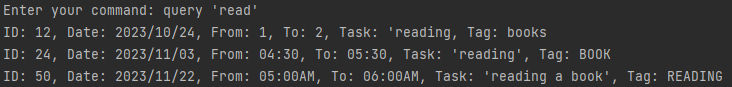 Enter your command: query 'read'
ID: 12, Date: 2023/10/24, From: 1, To: 2, Task: 'reading, Tag: books
ID: 24, Date: 2023/11/03, From: 04:30, To: 05:30, Task: 'reading', Tag: BOOK
ID: 50, Date: 2023/11/22, From: 05:00AM, To: 06:00AM, Task: 'reading a book', Tag: READING